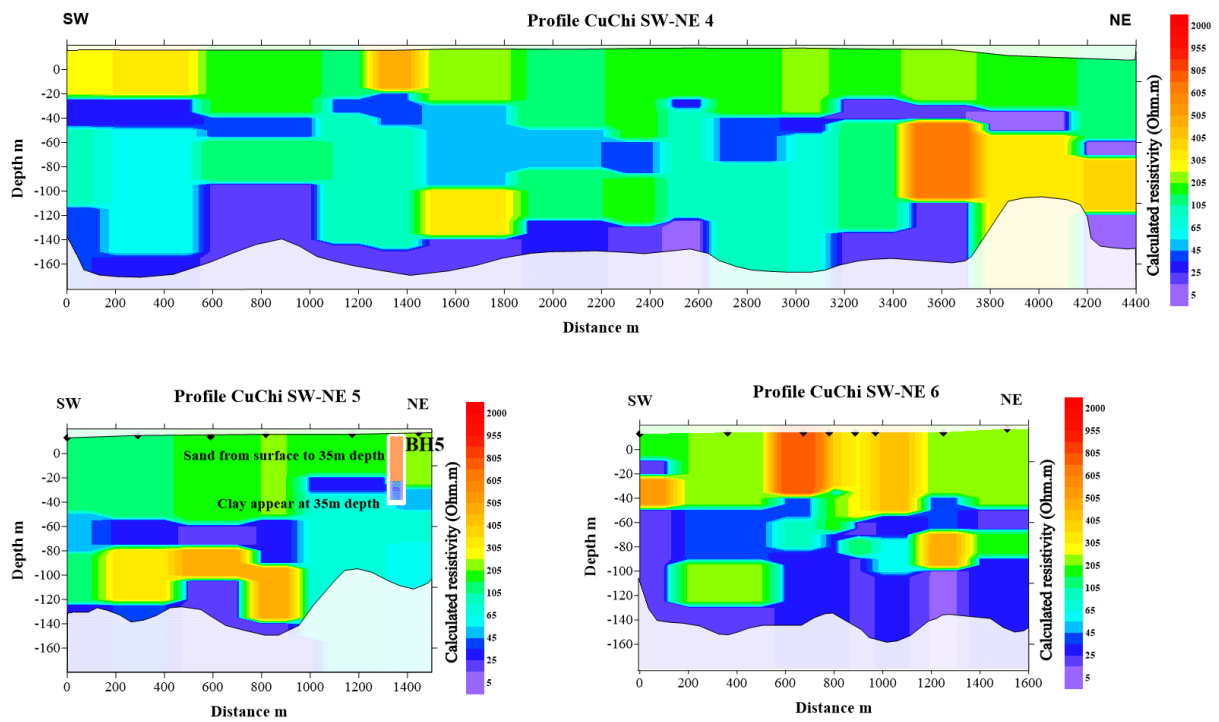 SW
Profile CuChi SW-NE 4
NE
Depth m
0
-20
-40
-60
-80
-100
-120
-140
-160
0 200 400 600 800 1000 1200 1400 1600 1800 2000 2200 2400 2600 2800 3000 3200 3400 3600 3800 4000 4200 4400
Distance m
Calculated resistivity (Ohm.m)
2000
955
805
605
505
405
305
205
105
65
45
25
5
Profile CuChi SW-NE 5
SW
NE
BH5
Sand from surface to 35m depth
Clay appear at 35m depth
Depth m
0
-20
-40
-60
-80
-100
-120
-140
-160
0 200 400 600 800 1000 1200 1400
Distance m
Calculated resistivity (Ohm.m)
2000
955
805
605
505
405
305
205
105
65
45
25
5
Profile CuChi SW-NE 6
SW
NE
Depth m
0
-20
-40
-60
-80
-100
-120
-140
-160
0 200 400 600 800 1000 1200 1400 1600
Distance m
Calculated resistivity (Ohm.m)
2000
955
805
605
505
405
305
205
105
65
45
25
5